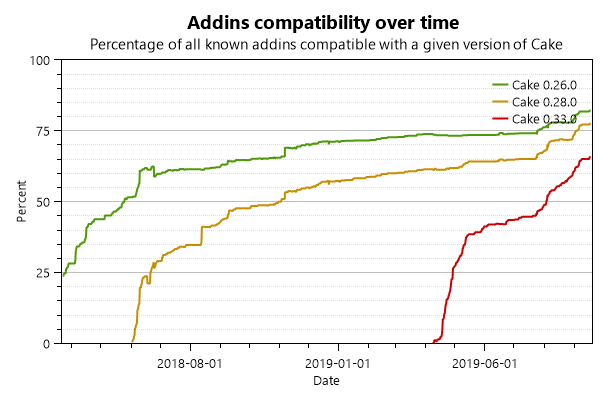 Addins compatibility over time
Percentage of all known addins compatible with a given version of Cake
100
75
50
25
0
Percent
Cake 0.26.0
Cake 0.28.0
Cake 0.33.0
2018-08-01
2019-01-01
2019-06-01
Date